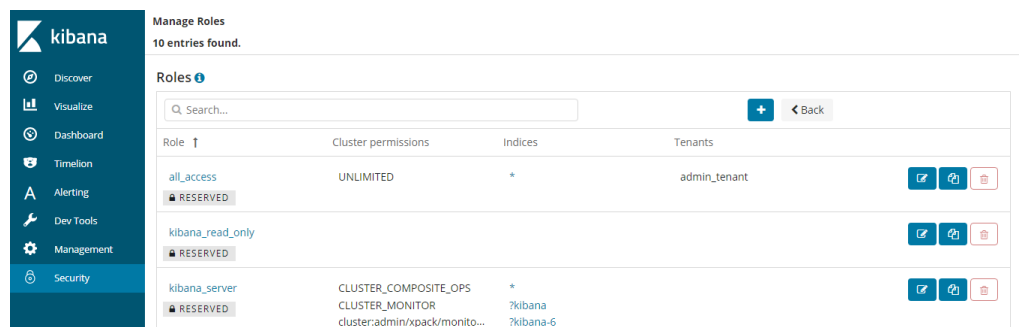 kibana
Discover
Visualize
Dashboard
Timelion
Alerting
Dev Tools
Management
Security
Manage Roles
10 entries found.
Roles
Search...
Back
Role Cluster permissions Indices Tenants
all_access UNLIMITED * admin_tenant
RESERVED
kibana_read_only
RESERVED
kibana_server CLUSTER_COMPOSITE_OPS *
RESERVED CLUSTER_MONITOR ?kibana
cluster:admin/xpack/monito... ?kibana-6